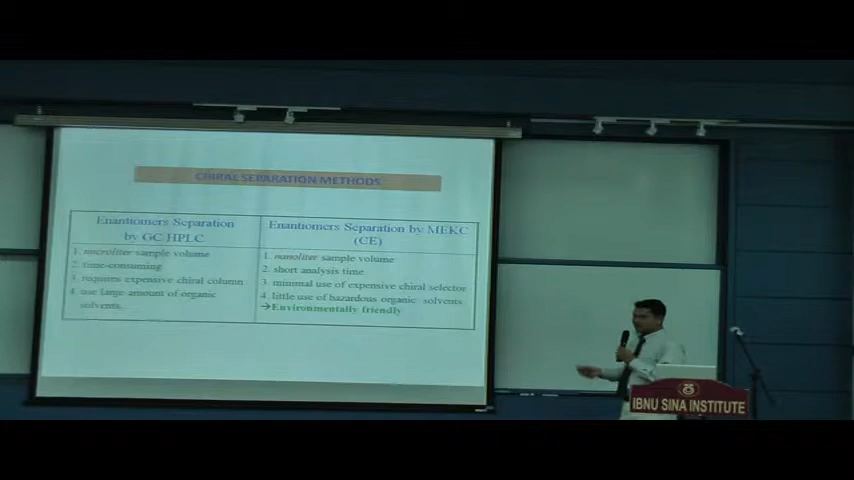 CHIRAL SEPARATION METHODS
Enantiomers Separation
by GC HPLC
1. microliter sample volume
2. time-consuming
3. requires expensive chiral column
4. use large amount of organic
solvents.
Enantiomers Separation by MEKC
(CE)
1. nanoliter sample volume
2. short analysis time
3. minimal use of expensive chiral selector
4. little use of hazardous organic solvents
→Environmentally friendly
IBNU SINA INSTITUTE